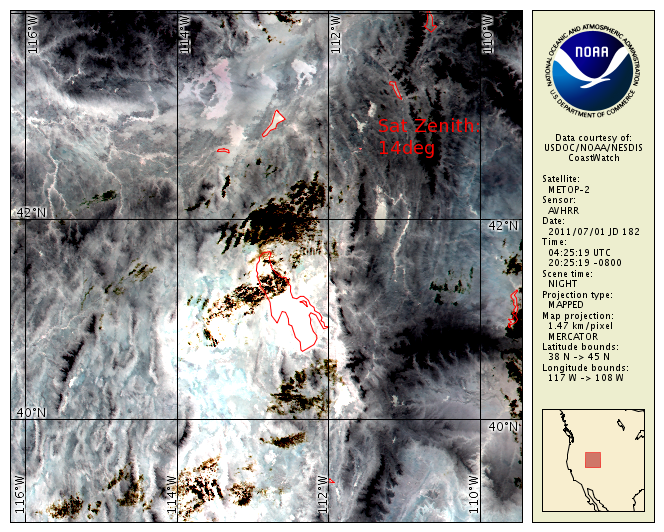 116°W
114°W
112°W
110°W
Sat Zenith:
14deg
42°N
42°N
40°N
40°N
116°W
114°W
112°W
110°W
NATIONAL OCEANIC AND ATMOSPHERIC ADMINISTRATION
NOAA
U.S. DEPARTMENT OF COMMERCE
Data courtesy of:
USDOC/NOAA/NESDIS
CoastWatch
Satellite:
METOP-2
Sensor:
AVHRR
Date:
2011/07/01 JD 182
Time:
04:25:19 UTC
20:25:19 -0800
Scene time:
NIGHT
Projection type:
MAPPED
Map projection:
1.47 km/pixel
MERCATOR
Latitude bounds:
38 N -> 45 N
Longitude bounds:
117 W -> 108 W